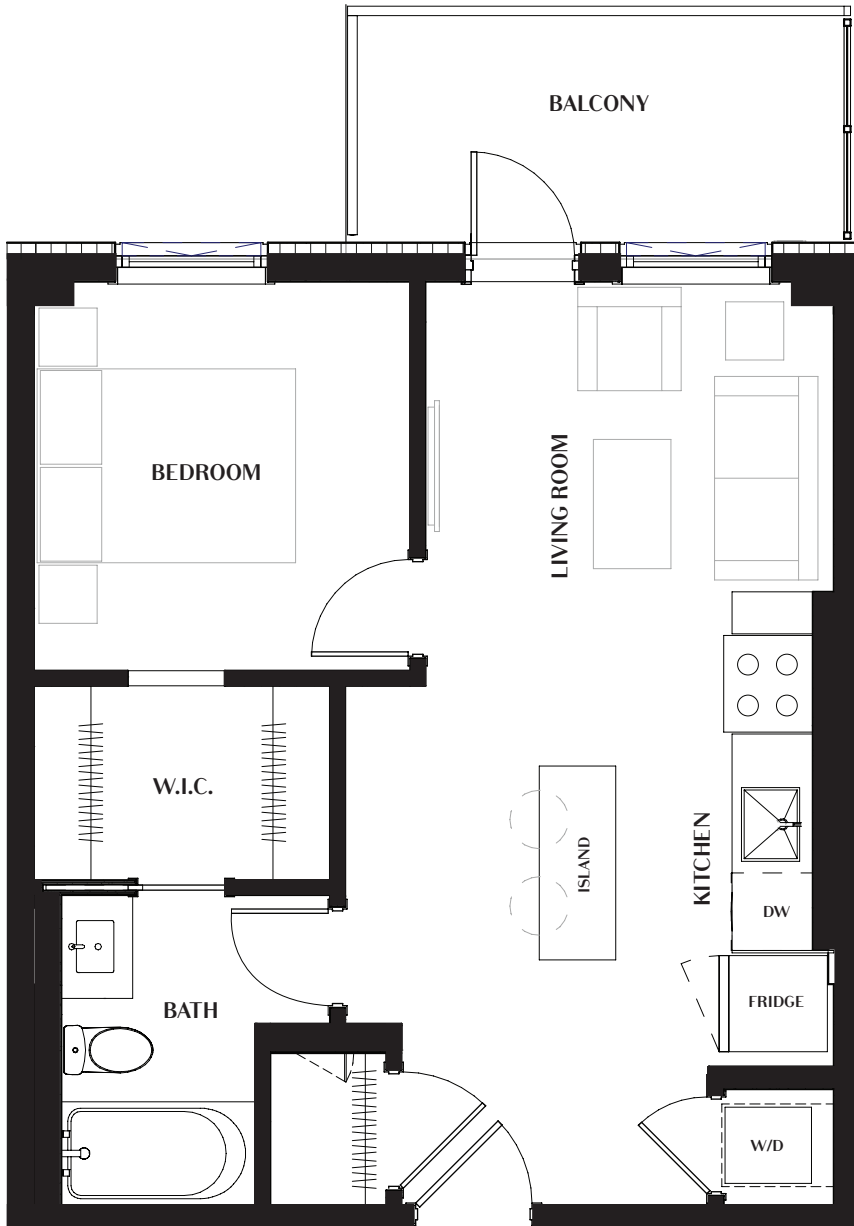 BALCONY
BEDROOM
LIVING ROOM
W.I.C.
ISLAND
KITCHEN
DW
BATH
FRIDGE
W/D